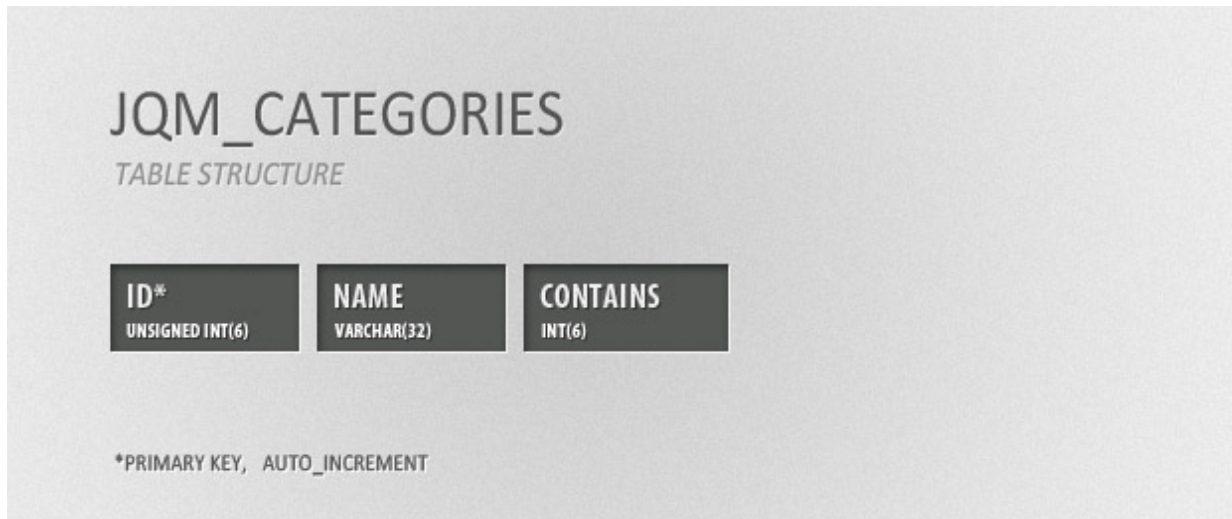 JQM_CATEGORIES
TABLE STRUCTURE
ID* NAME CONTAINS
UNSIGNED INT(6) VARCHAR(32) INT(6)
*PRIMARY KEY, AUTO_INCREMENT